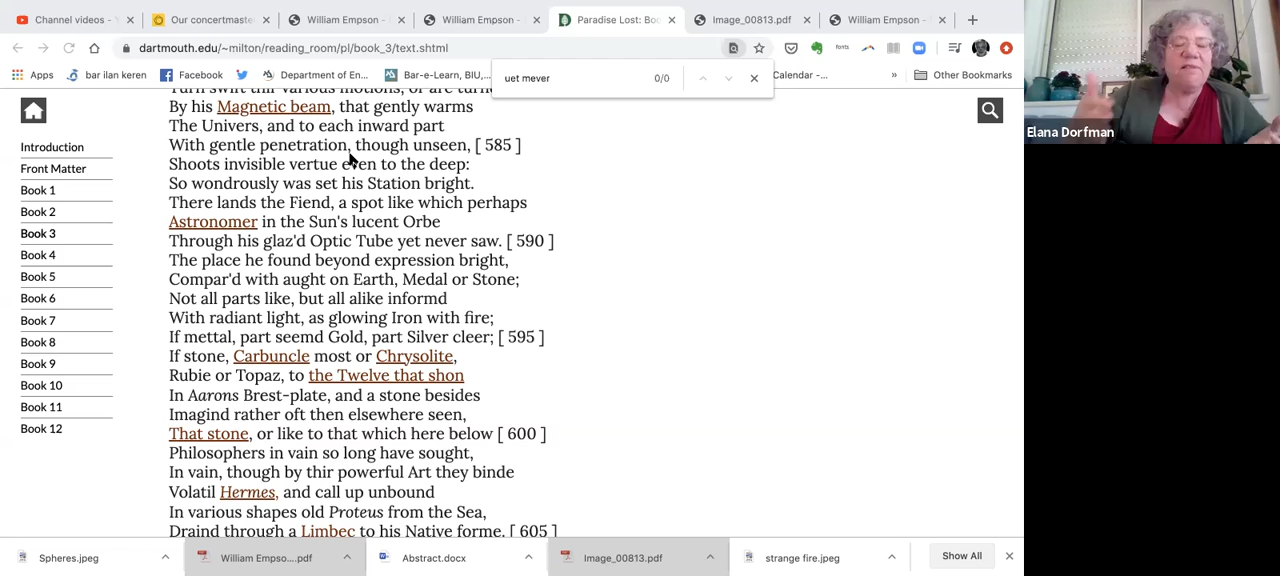 Channel videos -
Our concertmaste
William Empson -
William Empson -
Paradise Lost: Boo
Image_00813.pdf
William Empson -
dartmouth.edu/~milton/reading_room/pl/book_3/text.shtml
fonts
Apps
bar ilan keren
Facebook
Twitter
Department of En...
Bar-e-Learn, BIU,...
Calendar -...
»
Other Bookmarks
uet mever
0/0
Elana Dorfman
Introduction
Front Matter
Book 1
Book 2
Book 3
Book 4
Book 5
Book 6
Book 7
Book 8
Book 9
Book 10
Book 11
Book 12
By his Magnetic beam, that gently warms
The Univers, and to each inward part
With gentle penetration, though unseen, [ 585 ]
Shoots invisible vertue even to the deep:
So wondrously was set his Station bright.
There lands the Fiend, a spot like which perhaps
Astronomer in the Sun's lucent Orbe
Through his glaz'd Optic Tube yet never saw. [ 590 ]
The place he found beyond expression bright,
Compar'd with aught on Earth, Medal or Stone;
Not all parts like, but all alike informd
With radiant light, as glowing Iron with fire;
If mettal, part seemd Gold, part Silver cleer; [ 595 ]
If stone, Carbuncle most or Chrysolite,
Rubie or Topaz, to the Twelve that shon
In Aarons Brest-plate, and a stone besides
Imagind rather oft then elsewhere seen,
That stone, or like to that which here below [ 600 ]
Philosophers in vain so long have sought,
In vain, though by thir powerful Art they binde
Volatil Hermes, and call up unbound
In various shapes old Proteus from the Sea,
Draind through a Limbec to his Native forme. [ 605 ]
Spheres.jpeg
William Empso....pdf
Abstract.docx
Image_00813.pdf
strange fire.jpeg
Show All